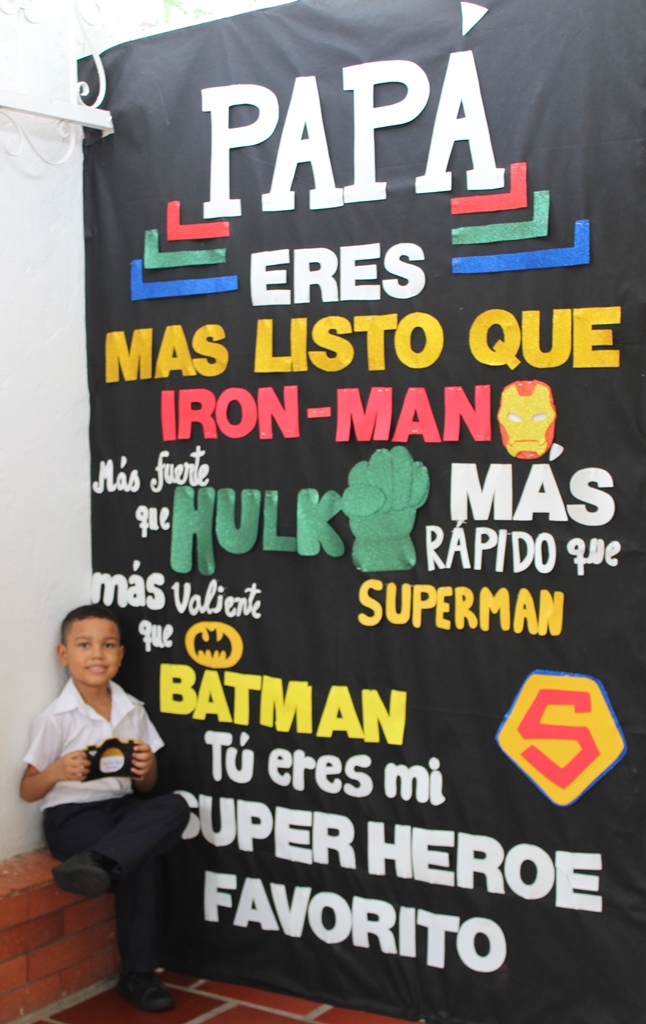 PAPÁ
ERES
MAS LISTO QUE
IRON-MAN
Más fuerte que HULK
MÁS RÁPIDO que SUPERMAN
más Valiente que BATMAN
S
Tú eres mi
SUPER HEROE
FAVORITO